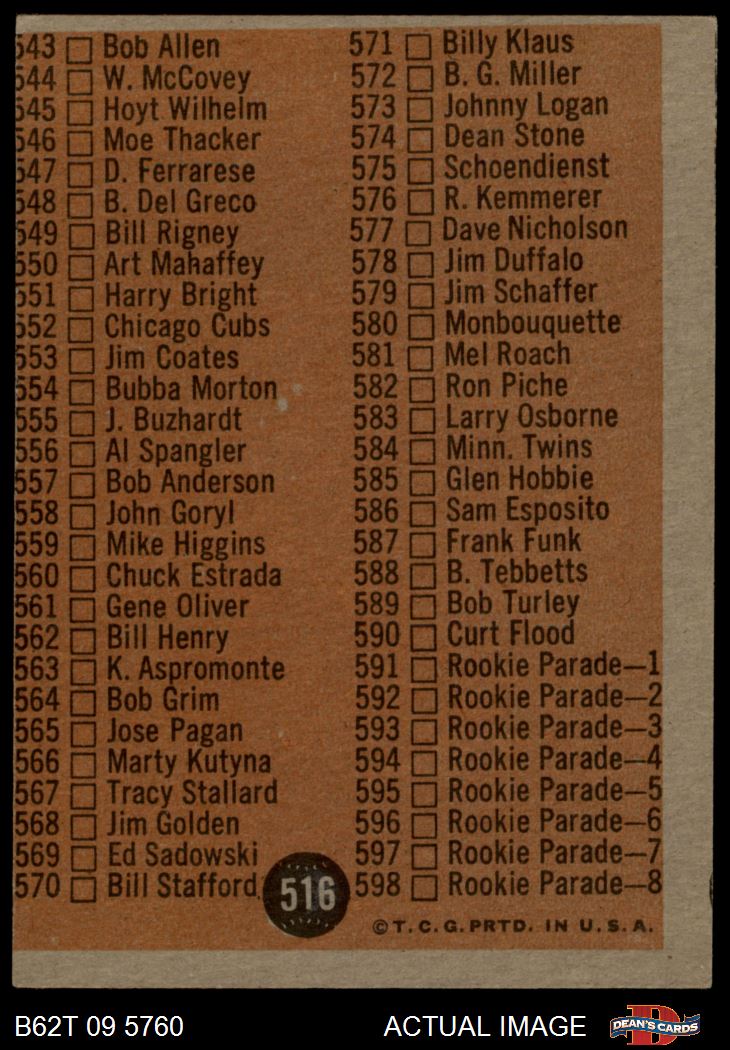 543 Bob Allen
544 W. McCovey
545 Hoyt Wilhelm
546 Moe Thacker
547 D. Ferrarese
548 B. Del Greco
549 Bill Rigney
550 Art Mahaffey
551 Harry Bright
552 Chicago Cubs
553 Jim Coates
554 Bubba Morton
555 J. Buzhardt
556 Al Spangler
557 Bob Anderson
558 John Goryl
559 Mike Higgins
560 Chuck Estrada
561 Gene Oliver
562 Bill Henry
563 K. Aspromonte
564 Bob Grim
565 Jose Pagan
566 Marty Kutyna
567 Tracy Stallard
568 Jim Golden
569 Ed Sadowski
570 Bill Stafford
571 Billy Klaus
572 B. G. Miller
573 Johnny Logan
574 Dean Stone
575 Schoendienst
576 R. Kemmerer
577 Dave Nicholson
578 Jim Duffalo
579 Jim Schaffer
580 Monbouquette
581 Mel Roach
582 Ron Piche
583 Larry Osborne
584 Minn. Twins
585 Glen Hobbie
586 Sam Esposito
587 Frank Funk
588 B. Tebbetts
589 Bob Turley
590 Curt Flood
591 Rookie Parade—1
592 Rookie Parade—2
593 Rookie Parade—3
594 Rookie Parade—4
595 Rookie Parade—5
596 Rookie Parade—6
597 Rookie Parade—7
598 Rookie Parade—8
516
©T.C.G. PRTD. IN U.S.A.
B62T 09 5760
ACTUAL IMAGE
D
DEAN'S CARDS